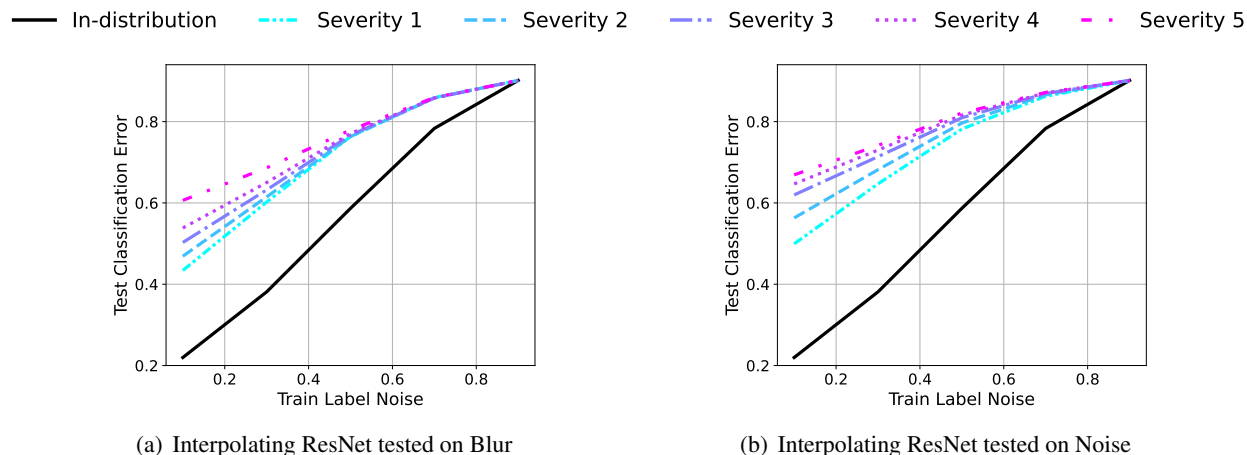 In-distribution Severity 1 Severity 2 Severity 3 Severity 4 Severity 5
Test Classification Error
0.8
0.6
0.4
0.2
0.2 0.4 0.6 0.8
Train Label Noise
(a) Interpolating ResNet tested on Blur
Test Classification Error
0.8
0.6
0.4
0.2
0.2 0.4 0.6 0.8
Train Label Noise
(b) Interpolating ResNet tested on Noise